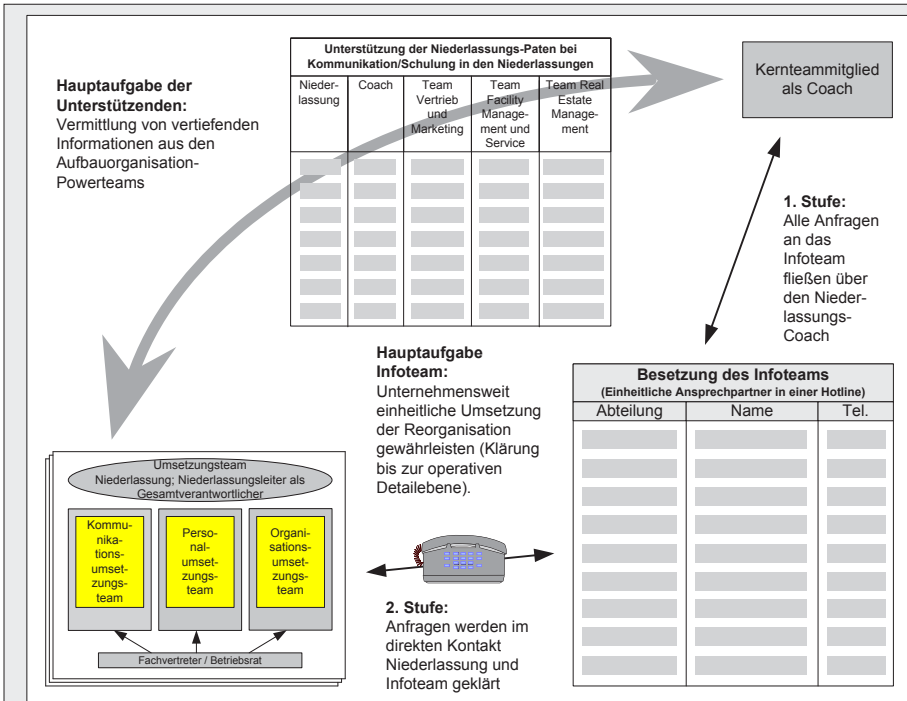 Unterstützung der Niederlassungs-Paten bei
Kommunikation/Schulung in den Niederlassungen
Nieder-
lassung
Coach
Team
Vertrieb
und
Marketing
Team
Facility
Manage-
ment und
Service
Team Real
Estate
Manage-
ment
Hauptaufgabe der
Unterstützenden:
Vermittlung von vertiefenden
Informationen aus den
Aufbauorganisation-
Powerteams
Kernteammitglied
als Coach
1. Stufe:
Alle Anfragen
an das
Infoteam
fließen über
den Nieder-
lassungs-
Coach
Hauptaufgabe
Infoteam:
Unternehmensweit
einheitliche Umsetzung
der Reorganisation
gewährleisten (Klärung
bis zur operativen
Detailebene).
Besetzung des Infoteams
(Einheitliche Ansprechpartner in einer Hotline)
Abteilung Name Tel.
Umsetzungsteam
Niederlassung; Niederlassungsleiter als
Gesamtverantwortlicher
Kommu-
nika-
tions-
umset-
zungs-
team
Perso-
nal-
umset-
zungs-
team
Organi-
sations-
umset-
zungs-
team
Fachvertreter / Betriebsrat
2. Stufe:
Anfragen werden im
direkten Kontakt
Niederlassung und
Infoteam geklärt